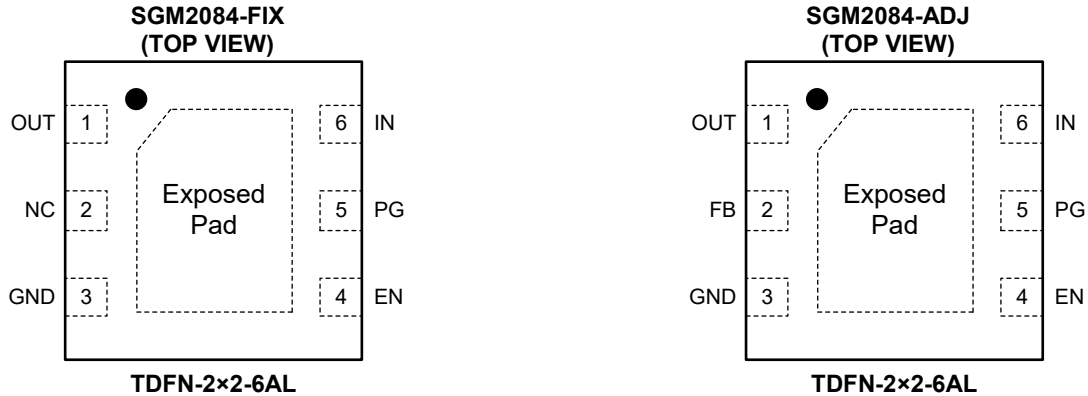 SGM2084-FIX
(TOP VIEW)
OUT 1
6 IN
NC 2
Exposed
Pad
5 PG
GND 3
4 EN
TDFN-2×2-6AL
SGM2084-ADJ
(TOP VIEW)
OUT 1
6 IN
FB 2
Exposed
Pad
5 PG
GND 3
4 EN
TDFN-2×2-6AL